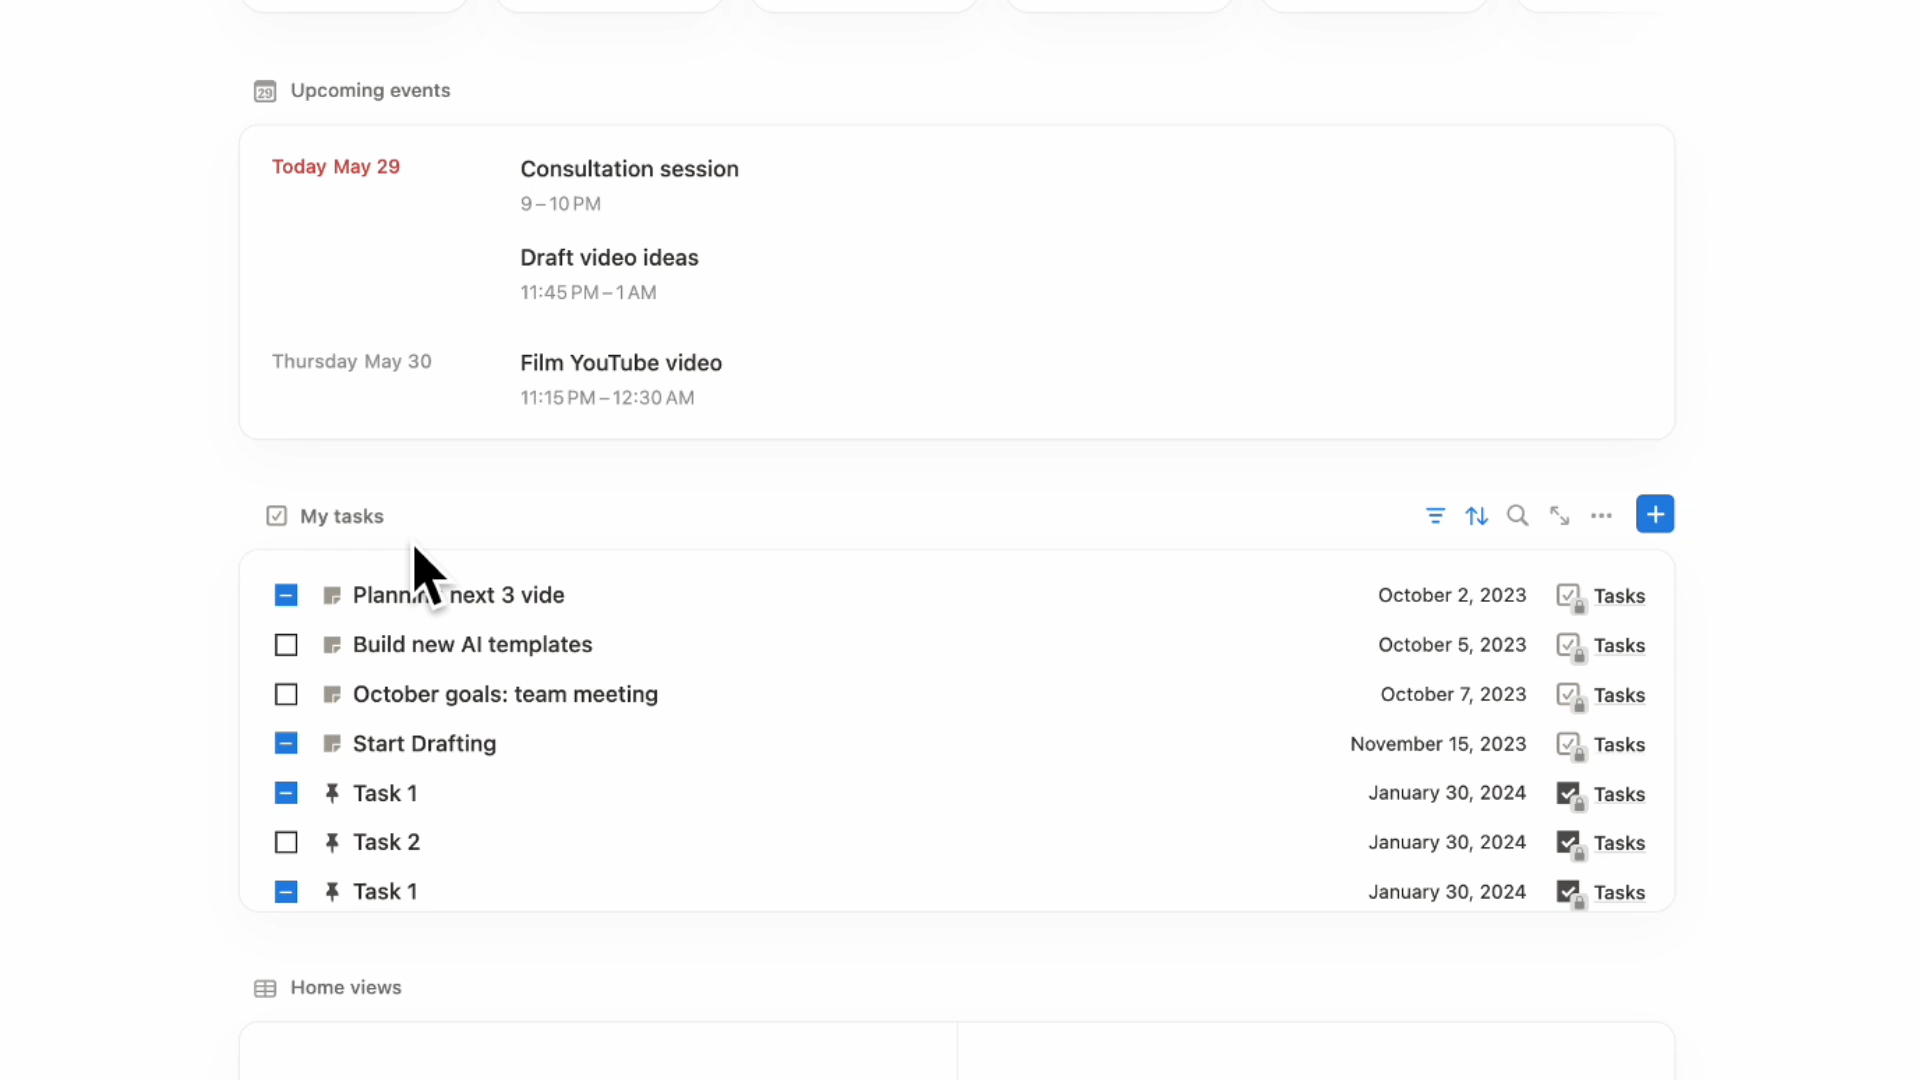 29 Upcoming events
Today May 29
Consultation session
9 – 10 PM
Draft video ideas
11:45 PM – 1 AM
Thursday May 30
Film YouTube video
11:15 PM – 12:30 AM
My tasks
next 3 vide October 2, 2023 Tasks
Build new AI templates October 5, 2023 Tasks
October goals: team meeting October 7, 2023 Tasks
Start Drafting November 15, 2023 Tasks
Task 1 January 30, 2024 Tasks
Task 2 January 30, 2024 Tasks
Task 1 January 30, 2024 Tasks
Home views